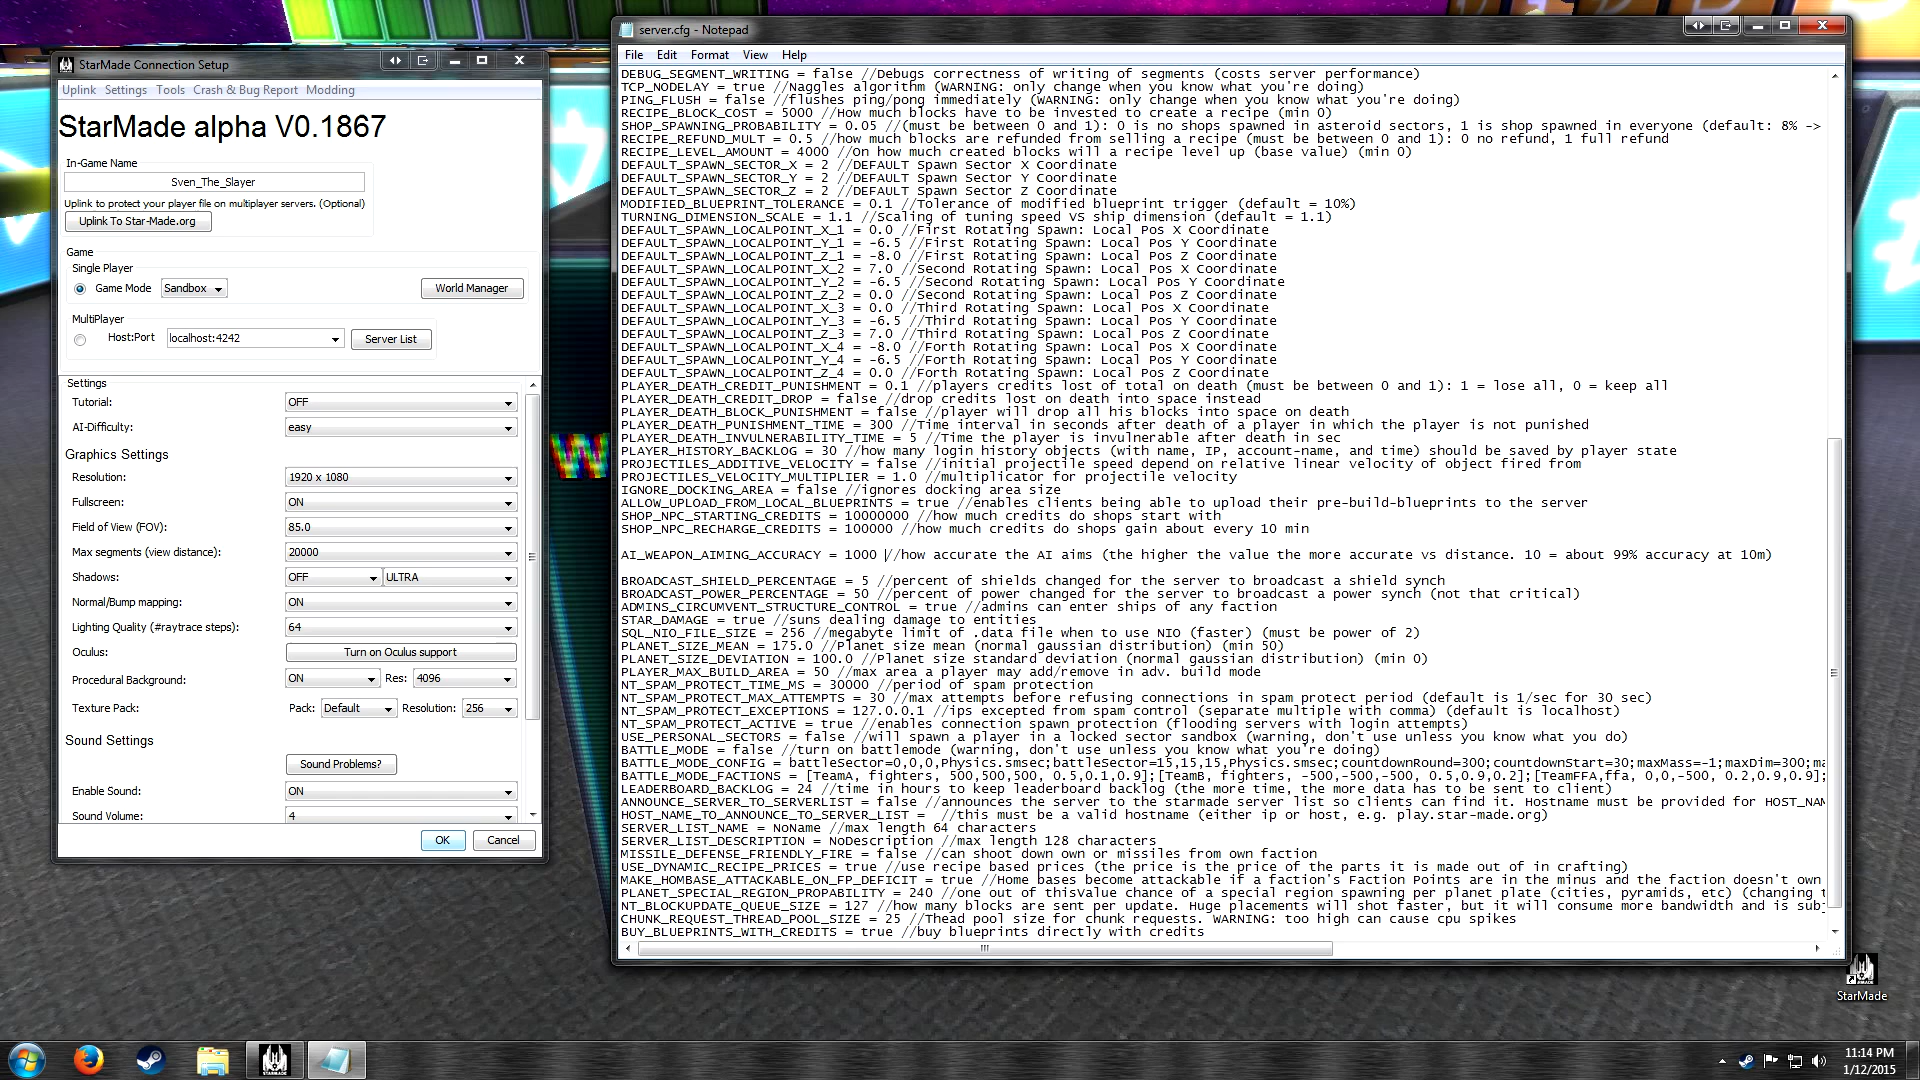 StarMade Connection Setup
Uplink Settings Tools Crash & Bug Report Modding
StarMade alpha V0.1867
In-Game Name
Sven_The_Slayer
Uplink to protect your player file on multiplayer servers. (Optional)
Uplink To Star-Made.org
Game
Single Player
Game Mode Sandbox World Manager
MultiPlayer
Host:Port localhost:4242 Server List
Settings
Tutorial: OFF
AI-Difficulty: easy
Graphics Settings
Resolution: 1920 x 1080
Fullscreen: ON
Field of View (FOV): 85.0
Max segments (view distance): 20000
Shadows: OFF ULTRA
Normal/Bump mapping: ON
Lighting Quality (#raytrace steps): 64
Oculus: Turn on Oculus support
Procedural Background: ON Res: 4096
Texture Pack: Pack: Default Resolution: 256
Sound Settings
Sound Problems?
Enable Sound: ON
Sound Volume: 4
OK Cancel
server.cfg - Notepad
File Edit Format View Help
DEBUG_SEGMENT_WRITING = false //Debugs correctness of writing of segments (costs server performance)
TCP_NODELAY = true //Naggles algorithm (WARNING: only change when you know what you're doing)
PING_FLUSH = false //flushes ping/pong immediately (WARNING: only change when you know what you're doing)
RECIPE_BLOCK_COST = 5000 //How much blocks have to be invested to create a recipe (min 0)
SHOP_SPAWNING_PROBABILITY = 0.05 //(must be between 0 and 1): 0 is no shops spawned in asteroid sectors, 1 is shop spawned in everyone (default: 8% ->
RECIPE_REFUND_MULT = 0.5 //how much blocks are refunded from selling a recipe (must be between 0 and 1): 0 no refund, 1 full refund
RECIPE_LEVEL_AMOUNT = 4000 //On how much created blocks will a recipe level up (base value) (min 0)
DEFAULT_SPAWN_SECTOR_X = 2 //DEFAULT Spawn Sector X Coordinate
DEFAULT_SPAWN_SECTOR_Y = 2 //DEFAULT Spawn Sector Y Coordinate
DEFAULT_SPAWN_SECTOR_Z = 2 //DEFAULT Spawn Sector Z Coordinate
MODIFIED_BLUEPRINT_TOLERANCE = 0.1 //Tolerance of modified blueprint trigger (default = 10%)
TURNING_DIMENSION_SCALE = 1.1 //Scaling of tuning speed VS ship dimension (default = 1.1)
DEFAULT_SPAWN_LOCALPOINT_X_1 = 0.0 //First Rotating Spawn: Local Pos X Coordinate
DEFAULT_SPAWN_LOCALPOINT_Y_1 = -6.5 //First Rotating Spawn: Local Pos Y Coordinate
DEFAULT_SPAWN_LOCALPOINT_Z_1 = -8.0 //First Rotating Spawn: Local Pos Z Coordinate
DEFAULT_SPAWN_LOCALPOINT_X_2 = 7.0 //Second Rotating Spawn: Local Pos X Coordinate
DEFAULT_SPAWN_LOCALPOINT_Y_2 = -6.5 //Second Rotating Spawn: Local Pos Y Coordinate
DEFAULT_SPAWN_LOCALPOINT_Z_2 = 0.0 //Second Rotating Spawn: Local Pos Z Coordinate
DEFAULT_SPAWN_LOCALPOINT_X_3 = 0.0 //Third Rotating Spawn: Local Pos X Coordinate
DEFAULT_SPAWN_LOCALPOINT_Y_3 = -6.5 //Third Rotating Spawn: Local Pos Y Coordinate
DEFAULT_SPAWN_LOCALPOINT_Z_3 = 7.0 //Third Rotating Spawn: Local Pos Z Coordinate
DEFAULT_SPAWN_LOCALPOINT_X_4 = -8.0 //Forth Rotating Spawn: Local Pos X Coordinate
DEFAULT_SPAWN_LOCALPOINT_Y_4 = -6.5 //Forth Rotating Spawn: Local Pos Y Coordinate
DEFAULT_SPAWN_LOCALPOINT_Z_4 = 0.0 //Forth Rotating Spawn: Local Pos Z Coordinate
PLAYER_DEATH_CREDIT_PUNISHMENT = 0.1 //players credits lost of total on death (must be between 0 and 1): 1 = lose all, 0 = keep all
PLAYER_DEATH_CREDIT_DROP = false //drop credits lost on death into space instead
PLAYER_DEATH_BLOCK_PUNISHMENT = false //player will drop all his blocks into space on death
PLAYER_DEATH_PUNISHMENT_TIME = 300 //Time interval in seconds after death of a player in which the player is not punished
PLAYER_DEATH_INVULNERABILITY_TIME = 5 //Time the player is invulnerable after death in sec
PLAYER_HISTORY_BACKLOG = 30 //how many login history objects (with name, IP, account-name, and time) should be saved by player state
PROJECTILES_ADDITIVE_VELOCITY = false //initial projectile speed depend on relative linear velocity of object fired from
PROJECTILES_VELOCITY_MULTIPLIER = 1.0 //multiplicator for projectile velocity
IGNORE_DOCKING_AREA = false //ignores docking area size
ALLOW_UPLOAD_FROM_LOCAL_BLUEPRINTS = true //enables clients being able to upload their pre-build-blueprints to the server
SHOP_NPC_STARTING_CREDITS = 10000000 //how much credits do shops start with
SHOP_NPC_RECHARGE_CREDITS = 100000 //how much credits do shops gain about every 10 min
AI_WEAPON_AIMING_ACCURACY = 1000 //how accurate the AI aims (the higher the value the more accurate vs distance. 10 = about 99% accuracy at 10m)
BROADCAST_SHIELD_PERCENTAGE = 5 //percent of shields changed for the server to broadcast a shield synch
BROADCAST_POWER_PERCENTAGE = 50 //percent of power changed for the server to broadcast a power synch (not that critical)
ADMINS_CIRCUMVENT_STRUCTURE_CONTROL = true //admins can enter ships of any faction
STAR_DAMAGE = true //suns dealing damage to entities
SQL_NIO_FILE_SIZE = 256 //megabyte limit of .data file when to use NIO (faster) (must be power of 2)
PLANET_SIZE_MEAN = 175.0 //Planet size mean (normal gaussian distribution) (min 50)
PLANET_SIZE_DEVIATION = 100.0 //Planet size standard deviation (normal gaussian distribution) (min 0)
PLAYER_MAX_BUILD_AREA = 50 //max area a player may add/remove in adv. build mode
NT_SPAM_PROTECT_TIME_MS = 30000 //period of spam protection
NT_SPAM_PROTECT_MAX_ATTEMPTS = 30 //max attempts before refusing connections in spam protect period (default is 1/sec for 30 sec)
NT_SPAM_PROTECT_EXCEPTIONS = 127.0.0.1 //ips excepted from spam control (separate multiple with comma) (default is localhost)
NT_SPAM_PROTECT_ACTIVE = true //enables connection spawn protection (flooding servers with login attempts)
USE_PERSONAL_SECTORS = false //will spawn a player in a locked sector sandbox (warning, don't use unless you know what you do)
BATTLE_MODE = false //turn on battlemode (warning, don't use unless you know what you're doing)
BATTLE_MODE_CONFIG = battleSector=0,0,0,Physics.smsec;battleSector=15,15,15,Physics.smsec;countdownRound=300;countdownStart=30;maxMass=-1;maxDim=300;ma
BATTLE_MODE_FACTIONS = [TeamA, fighters, 500,500,500, 0.5,0.1,0.9];[TeamB, fighters, -500,-500,-500, 0.5,0.9,0.2];[TeamFFA,ffa, 0,0,-500, 0.2,0.9,0.9];
LEADERBOARD_BACKLOG = 24 //time in hours to keep leaderboard backlog (the more time, the more data has to be sent to client)
ANNOUNCE_SERVER_TO_SERVERLIST = false //announces the server to the starmade server list so clients can find it. Hostname must be provided for HOST_NAM
HOST_NAME_TO_ANNOUNCE_TO_SERVER_LIST =  //this must be a valid hostname (either ip or host, e.g. play.star-made.org)
SERVER_LIST_NAME = NoName //max length 64 characters
SERVER_LIST_DESCRIPTION = NoDescription //max length 128 characters
MISSILE_DEFENSE_FRIENDLY_FIRE = false //can shoot down own or missiles from own faction
USE_DYNAMIC_RECIPE_PRICES = true //use recipe based prices (the price is the price of the parts it is made out of in crafting)
MAKE_HOMBASE_ATTACKABLE_ON_FP_DEFICIT = true //Home bases become attackable if a faction's Faction Points are in the minus and the faction doesn't own
PLANET_SPECIAL_REGION_PROPABILITY = 240 //one out of thisValue chance of a special region spawning per planet plate (cities, pyramids, etc) (changing t
NT_BLOCKUPDATE_QUEUE_SIZE = 127 //how many blocks are sent per update. Huge placements will shot faster, but it will consume more bandwidth and is sub
CHUNK_REQUEST_THREAD_POOL_SIZE = 25 //Thead pool size for chunk requests. WARNING: too high can cause cpu spikes
BUY_BLUEPRINTS_WITH_CREDITS = true //buy blueprints directly with credits
StarMade
STARMADE
11:14 PM
1/12/2015